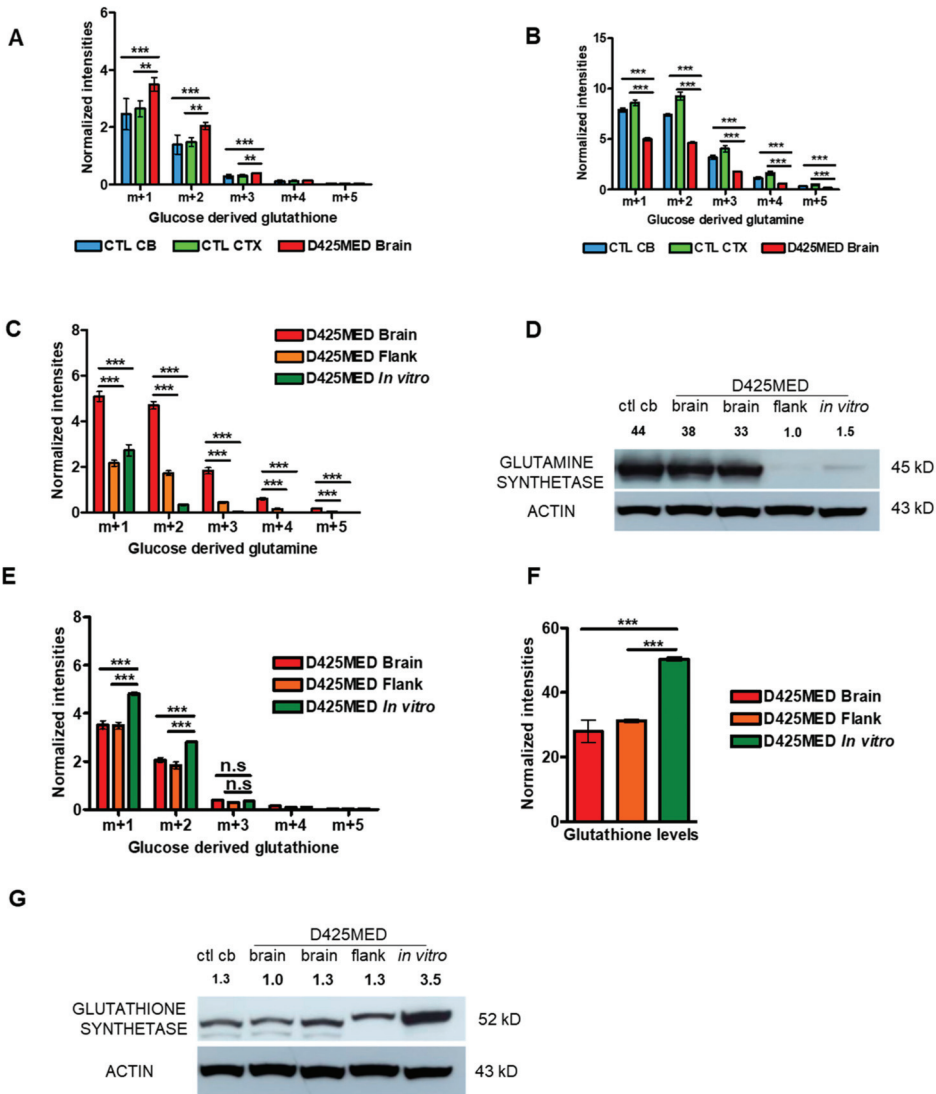 A
Normalized intensities
6
4
2
0
*** ** *** ** *** **
m+1 m+2 m+3 m+4 m+5
Glucose derived glutathione
CTL CB CTL CTX D425MED Brain
B
Normalized intensities
15
10
5
0
*** *** *** *** *** *** *** *** *** ***
m+1 m+2 m+3 m+4 m+5
Glucose derived glutamine
CTL CB CTL CTX D425MED Brain
C
Normalized intensites
8
6
4
2
0
*** *** *** *** *** *** *** *** *** ***
m+1 m+2 m+3 m+4 m+5
Glucose derived glutamine
D425MED Brain
D425MED Flank
D425MED In vitro
D
D425MED
ctl cb brain brain flank in vitro
44 38 33 1.0 1.5
GLUTAMINE
SYNTHETASE
45 kD
ACTIN 43 kD
E
Normalized intensities
8
6
4
2
0
*** *** *** *** n.s n.s
m+1 m+2 m+3 m+4 m+5
Glucose derived glutathione
D425MED Brain
D425MED Flank
D425MED In vitro
F
Normalized intensities
60
40
20
0
***
***
Glutathione levels
D425MED Brain
D425MED Flank
D425MED In vitro
G
D425MED
ctl cb brain brain flank in vitro
1.3 1.0 1.3 1.3 3.5
GLUTATHIONE
SYNTHETASE
52 kD
ACTIN 43 kD